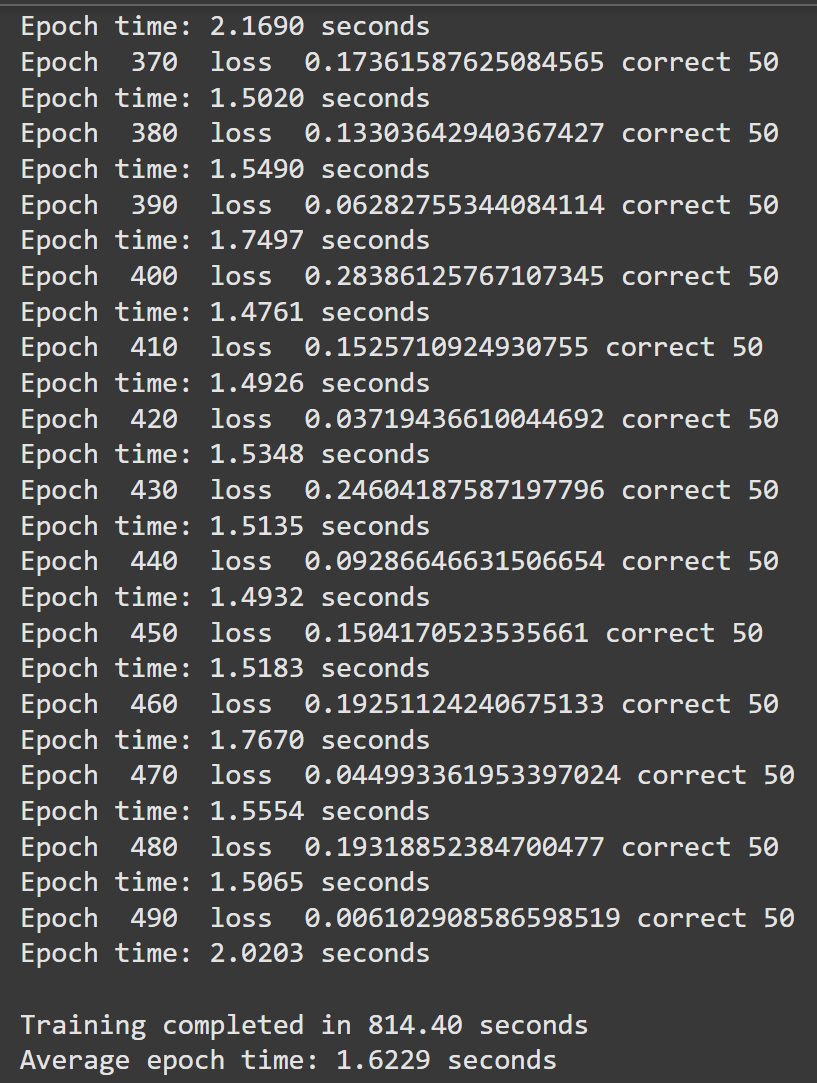 Epoch time: 2.1690 seconds
Epoch  370  loss  0.17361587625084565 correct 50
Epoch time: 1.5020 seconds
Epoch  380  loss  0.13303642940367427 correct 50
Epoch time: 1.5490 seconds
Epoch  390  loss  0.06282755344084114 correct 50
Epoch time: 1.7497 seconds
Epoch  400  loss  0.28386125767107345 correct 50
Epoch time: 1.4761 seconds
Epoch  410  loss  0.1525710924930755 correct 50
Epoch time: 1.4926 seconds
Epoch  420  loss  0.03719436610044692 correct 50
Epoch time: 1.5348 seconds
Epoch  430  loss  0.24604187587197796 correct 50
Epoch time: 1.5135 seconds
Epoch  440  loss  0.09286646631506654 correct 50
Epoch time: 1.4932 seconds
Epoch  450  loss  0.1504170523535661 correct 50
Epoch time: 1.5183 seconds
Epoch  460  loss  0.19251124240675133 correct 50
Epoch time: 1.7670 seconds
Epoch  470  loss  0.044993361953397024 correct 50
Epoch time: 1.5554 seconds
Epoch  480  loss  0.19318852384700477 correct 50
Epoch time: 1.5065 seconds
Epoch  490  loss  0.006102908586598519 correct 50
Epoch time: 2.0203 seconds

Training completed in 814.40 seconds
Average epoch time: 1.6229 seconds